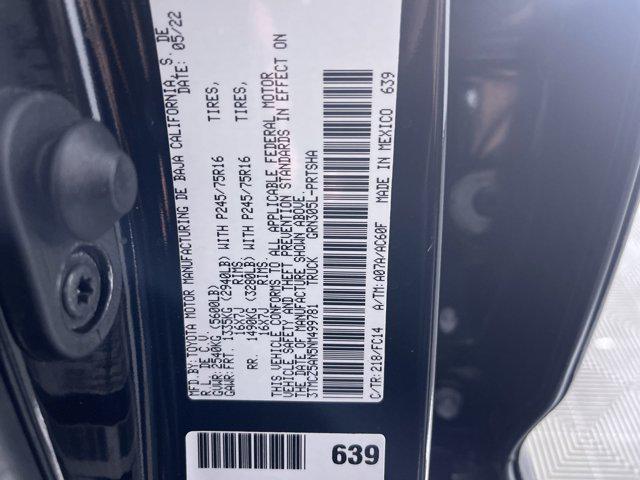 MFD.BY:TOYOTA MOTOR MANUFACTURING DE BAJA CALIFORNIA, S. DE
R.L. DE C.V. DATE: 05/22
GVWR:2540KG (5600LB)
GAWR:FRT. 1335KG (2940LB) WITH P245/75R16 TIRES,
16X7J RIMS.
RR. 1490KG (3280LB) WITH P245/75R16 TIRES,
16X7J RIMS.
THIS VEHICLE CONFORMS TO ALL APPLICABLE FEDERAL MOTOR
VEHICLE SAFETY AND THEFT PREVENTION STANDARDS IN EFFECT ON
THE DATE OF MANUFACTURE SHOWN ABOVE.
3TMCZ5AN5NM499781 TRUCK GRN305L-PRTSHA
C/TR:218/FC14 A/TM:A07A/AC60F MADE IN MEXICO 639
639